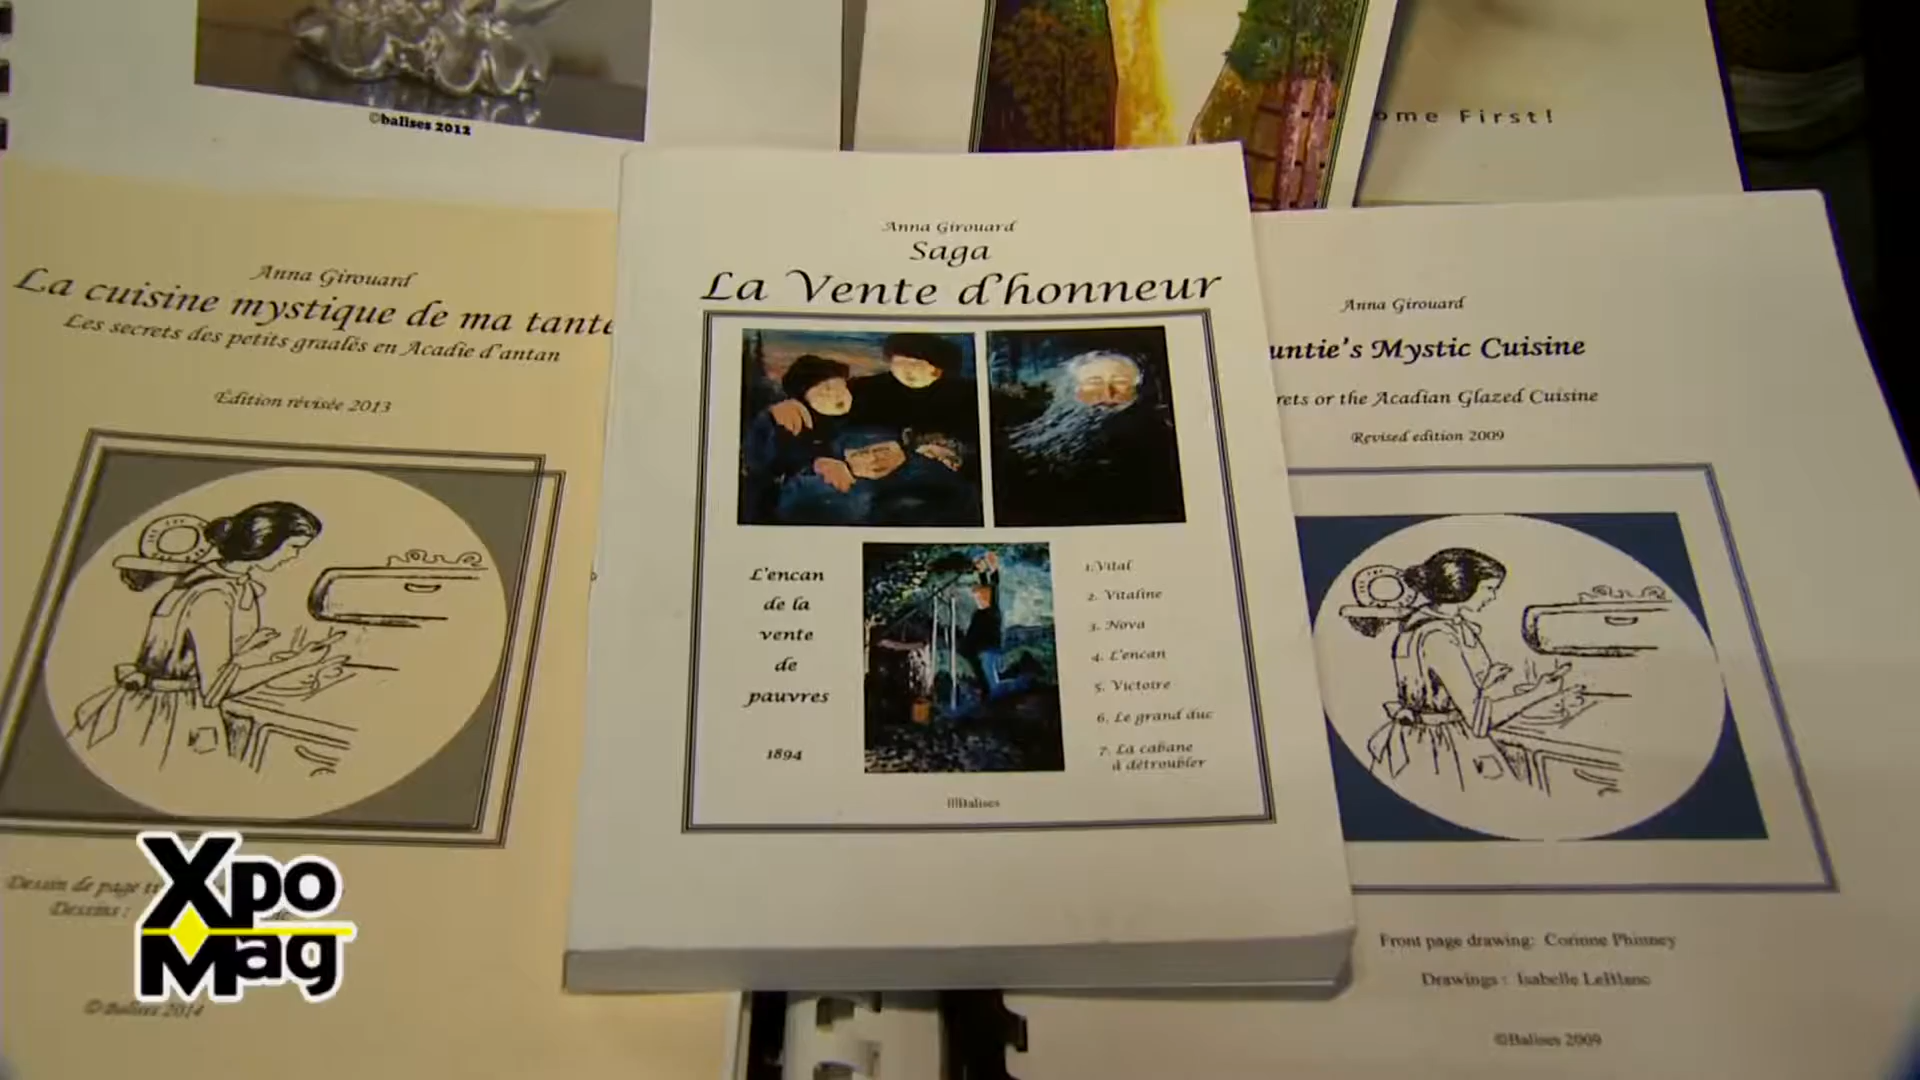 ©balises 2012
ome First!
Anna Girouard
La cuisine mystique de ma tante
Les secrets des petits graalés en Acadie d'antan
Édition révisée 2013
Dessin de page
Dessins :
©Balises 2014
Anna Girouard
Saga
La Vente d'honneur
L'encan
de la
vente
de
pauvres
1894
1. Vital
2. Vitaline
3. Nova
4. L'encan
5. Victoire
6. Le grand duc
7. La cabane
à détroubler
Balises
Anna Girouard
untie's Mystic Cuisine
rets or the Acadian Glazed Cuisine
Revised edition 2009
Front page drawing: Corinne Phinney
Drawings : Isabelle LeBlanc
©Balises 2009
Xpo
Mag